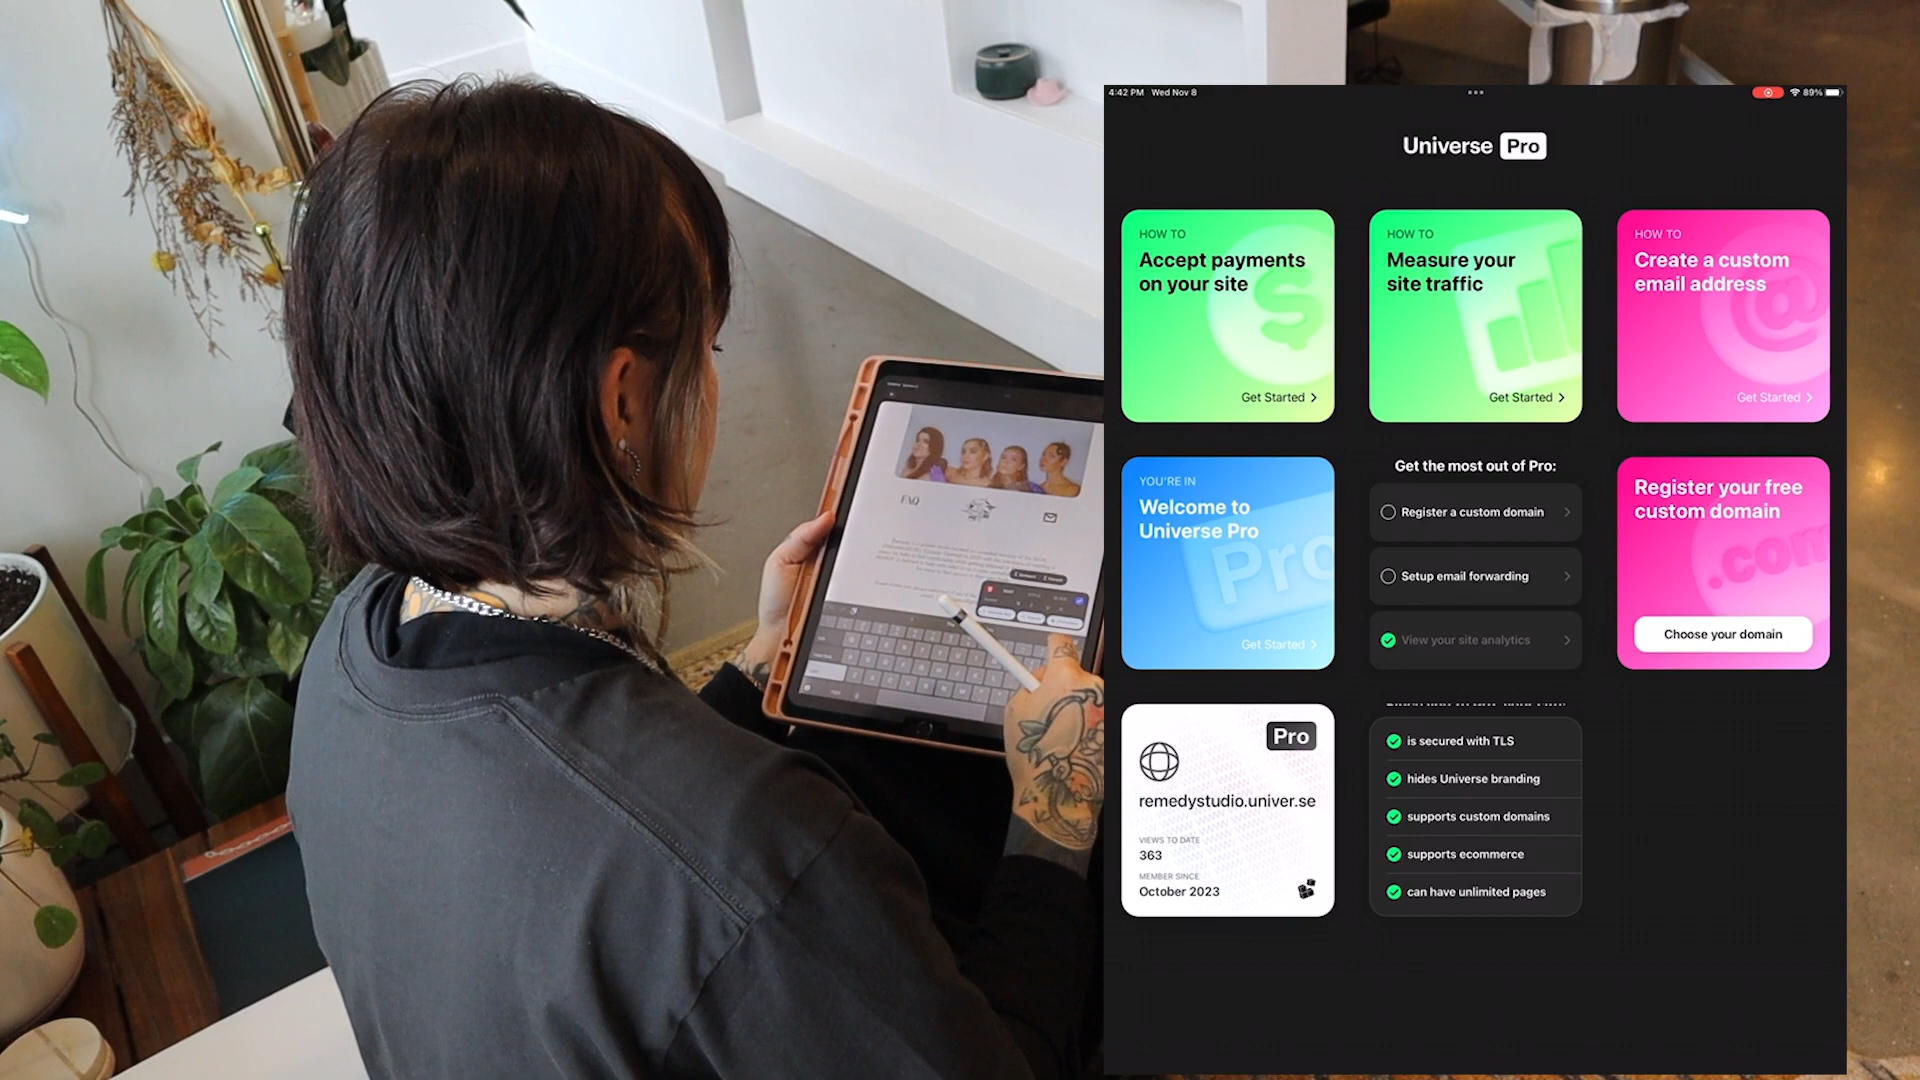 4:42 PM Wed Nov 8
89%
Universe Pro
HOW TO
Accept payments
on your site
Get Started
HOW TO
Measure your
site traffic
Get Started
HOW TO
Create a custom
email address
Get Started
YOU'RE IN
Welcome to
Universe Pro
Pro
Get Started
Get the most out of Pro:
Register a custom domain
Setup email forwarding
View your site analytics
Register your free
custom domain
.com
Choose your domain
Pro
remedystudio.univer.se
VIEWS TO DATE
363
MEMBER SINCE
October 2023
is secured with TLS
hides Universe branding
supports custom domains
supports ecommerce
can have unlimited pages
FAQ